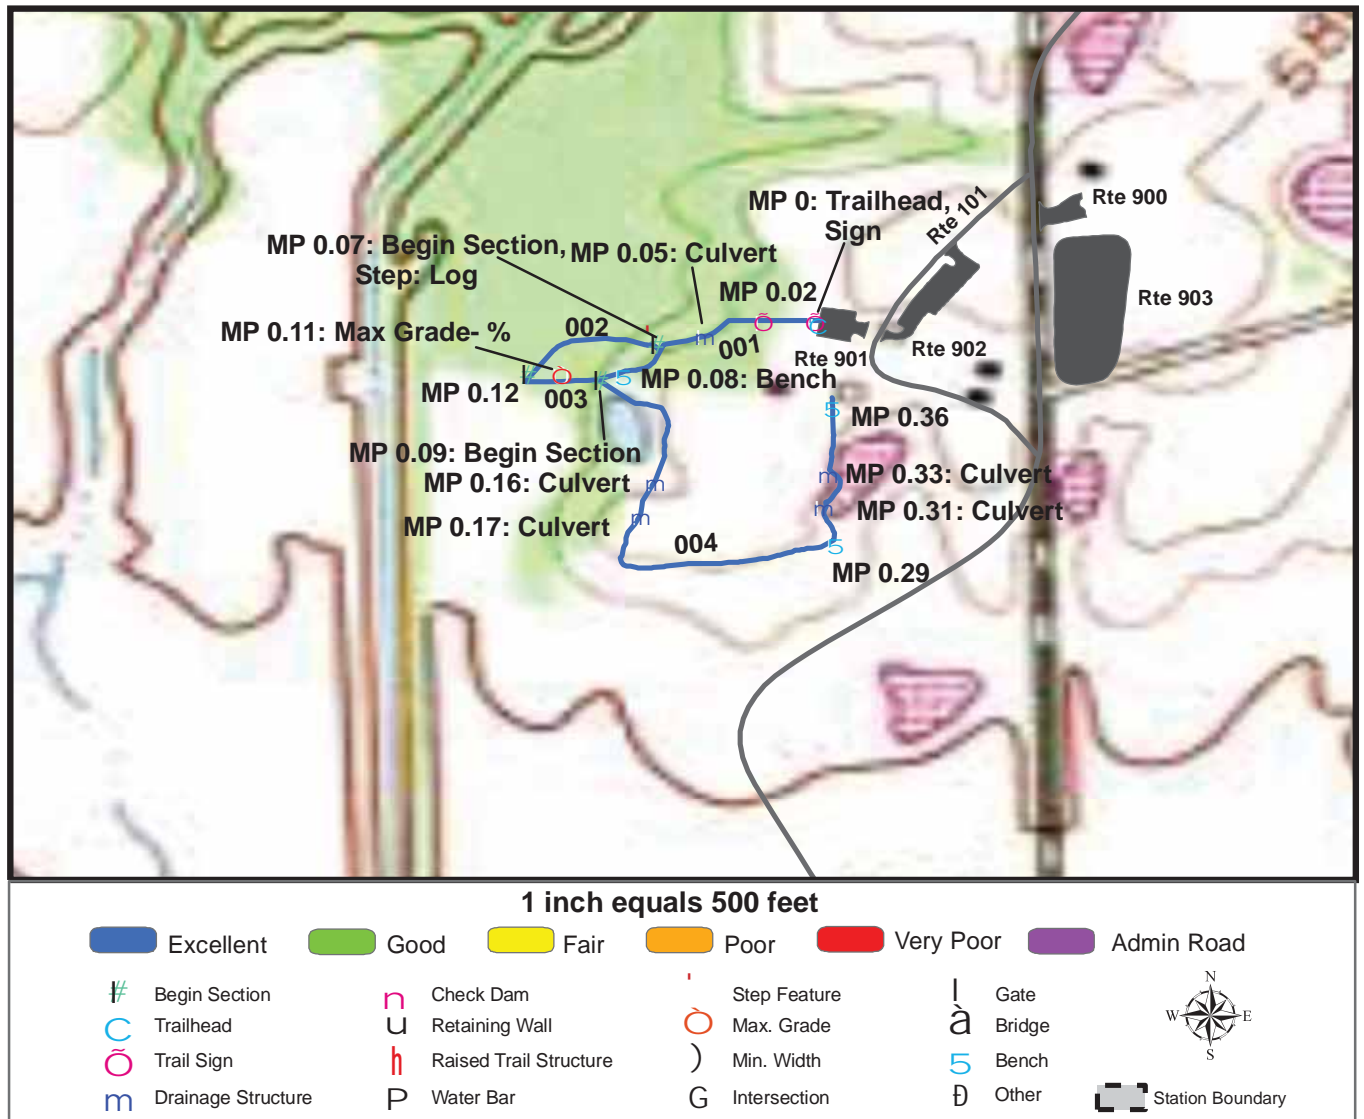 55
Rte 900
Rte 101
MP 0: Trailhead,
Sign
MP 0.07: Begin Section,
Step: Log
MP 0.05: Culvert
MP 0.02
Rte 903
MP 0.11: Max Grade- %
002
001
Rte 901
Rte 902
MP 0.08: Bench
MP 0.12
003
MP 0.36
MP 0.09: Begin Section
MP 0.16: Culvert
MP 0.33: Culvert
MP 0.17: Culvert
MP 0.31: Culvert
004
MP 0.29
1 inch equals 500 feet
Excellent Good Fair Poor Very Poor Admin Road
Begin Section Check Dam Step Feature Gate
Trailhead Retaining Wall Max. Grade Bridge
Trail Sign Raised Trail Structure Min. Width Bench
Drainage Structure Water Bar Intersection Other Station Boundary
N
W E
S